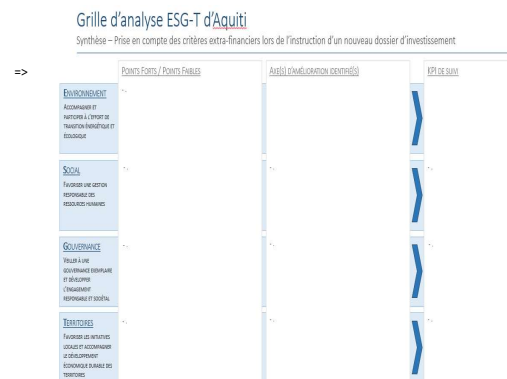 Grille d'analyse ESG-T d'Aquiti
Synthèse – Prise en compte des critères extra-financiers lors de l'instruction d'un nouveau dossier d'investissement
=>
POINTS FORTS / POINTS FAIBLES
AXE(S) D'AMÉLIORATION IDENTIFIÉ(S)
KPI DE SUIVI
ENVIRONNEMENT
ACCOMPAGNER ET
PARTICIPER À L'EFFORT DE
TRANSITION ÉNERGÉTIQUE ET
ÉCOLOGIQUE
SOCIAL
FAVORISER UNE GESTION
RESPONSABLE DES
RESSOURCES HUMAINES
GOUVERNANCE
VEILLER À UNE
GOUVERNANCE EXEMPLAIRE
ET DÉVELOPPER
L'ENGAGEMENT
RESPONSABLE ET SOCIÉTAL
TERRITOIRES
FAVORISER LES INITIATIVES
LOCALES ET ACCOMPAGNER
LE DÉVELOPPEMENT
ÉCONOMIQUE DURABLE DES
TERRITOIRES